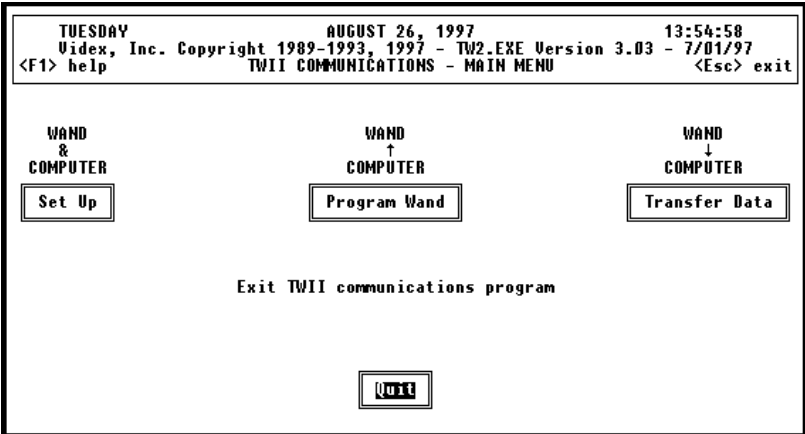 TUESDAY AUGUST 26, 1997 13:54:58
Videx, Inc. Copyright 1989-1993, 1997 - TW2.EXE Version 3.03 - 7/01/97
<F1> help TWII COMMUNICATIONS - MAIN MENU <Esc> exit
WAND WAND WAND
& ↑ ↓
COMPUTER COMPUTER COMPUTER
Set Up Program Wand Transfer Data
Exit TWII communications program
Quit